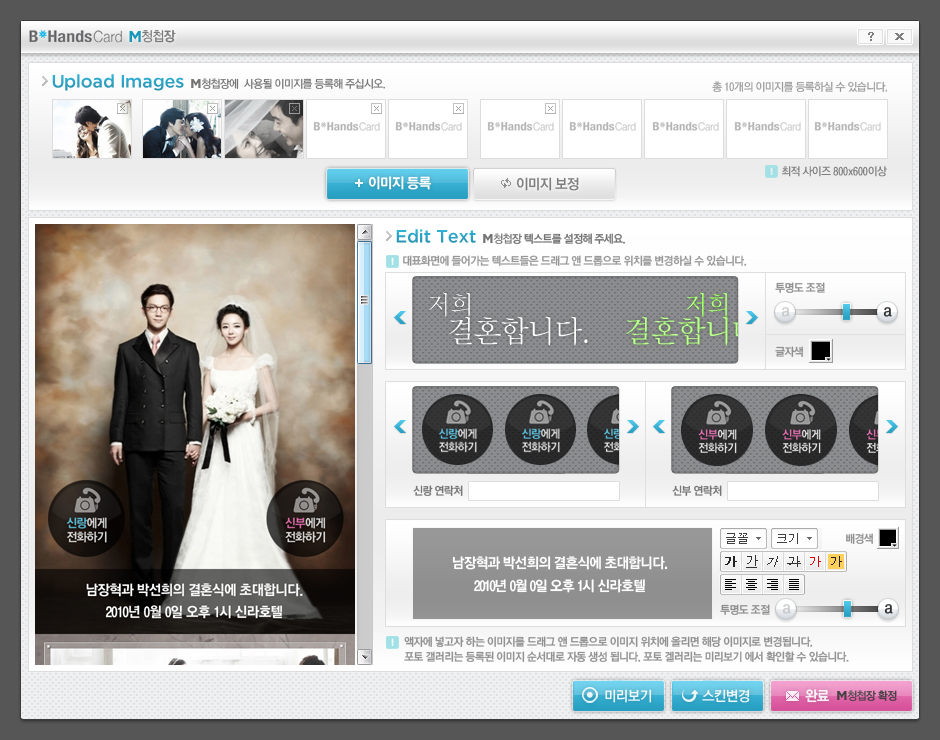 B*HandsCard M청첩장
?
Upload Images M청첩장에 사용될 이미지를 등록해 주십시오.
총 10개의 이미지를 등록하실 수 있습니다.
B*HandsCard B*HandsCard B*HandsCard B*HandsCard B*HandsCard B*HandsCard B*HandsCard
! 최적 사이즈 800x600이상
+ 이미지 등록
이미지 보정
Edit Text M청첩장 텍스트를 설정해 주세요.
! 대표화면에 들어가는 텍스트들은 드래그 앤 드롭으로 위치를 변경하실 수 있습니다.
저희
결혼합니다.
저희
결혼합니
투명도 조절
a a
글자색
신랑에게
전화하기
신랑에게
전화하기
신부에게
전화하기
신부에게
전화하기
신랑 연락처
신부 연락처
신랑에게
전화하기
신부에게
전화하기
남장혁과 박선희의 결혼식에 초대합니다.
2010년 0월 0일 오후 1시 신라호텔
남장혁과 박선희의 결혼식에 초대합니다.
2010년 0월 0일 오후 1시 신라호텔
글꼴 크기 배경색
가 가 가 가 가 가
투명도 조절 a a
! 액자에 넣고자 하는 이미지를 드래그 앤 드롭으로 이미지 위치에 올리면 해당 이미지로 변경됩니다.
포토 갤러리는 등록된 이미지 순서대로 자동 생성 됩니다. 포토 갤러리는 미리보기 에서 확인할 수 있습니다.
미리보기
스킨변경
완료 M청첩장 확정